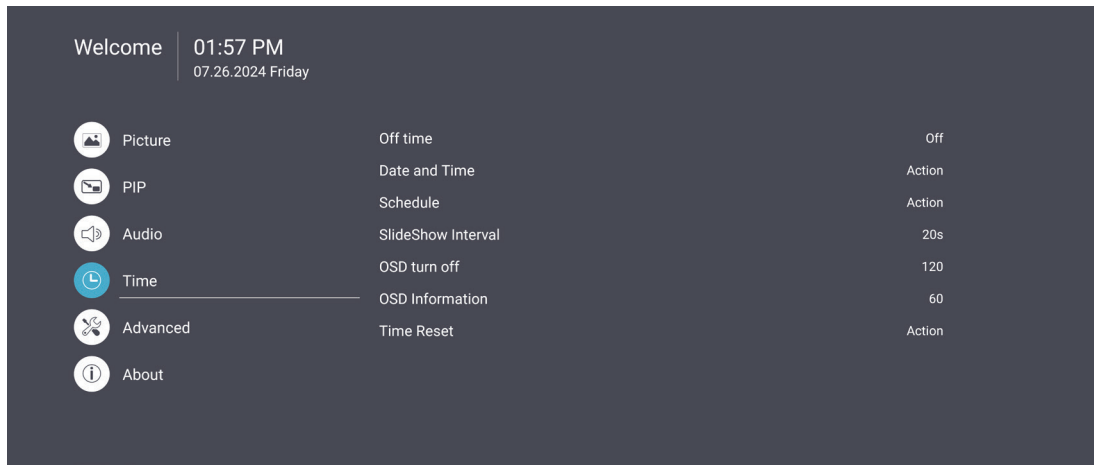 Welcome
01:57 PM
07.26.2024 Friday
Picture
PIP
Audio
Time
Advanced
About
Off time Off
Date and Time Action
Schedule Action
SlideShow Interval 20s
OSD turn off 120
OSD Information 60
Time Reset Action